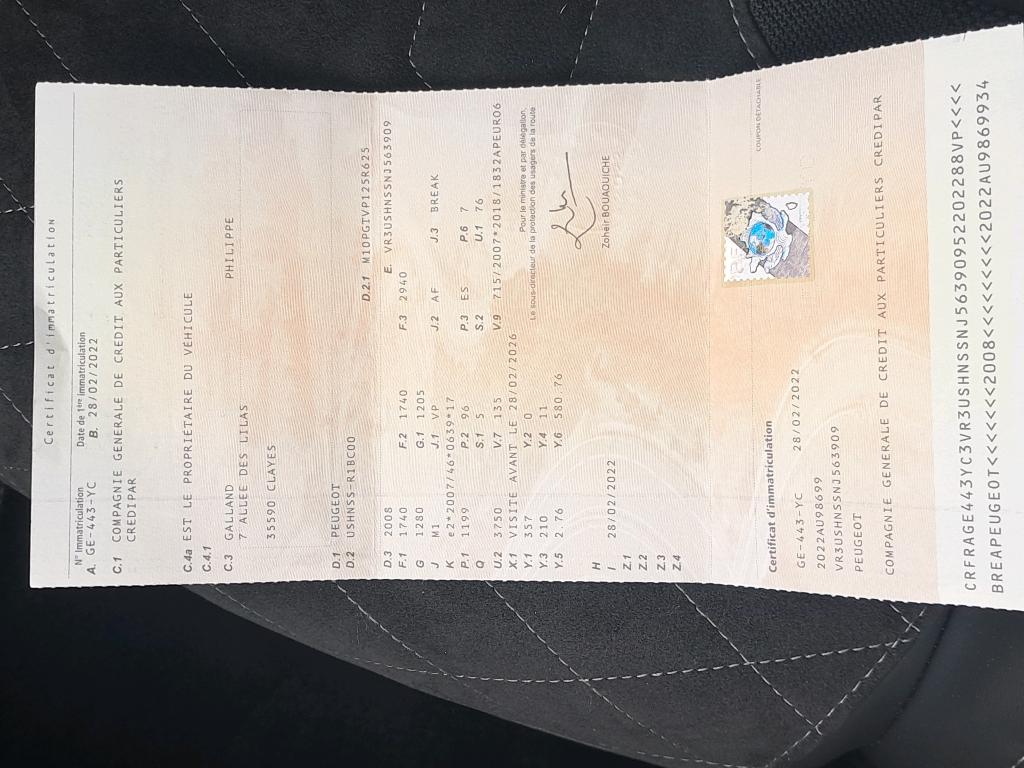 Certificat d'immatriculation
N° Immatriculation Date de 1ère immatriculation
A. GE-443-YC B. 28/02/2022
C.1 COMPAGNIE GENERALE DE CREDIT AUX PARTICULIERS
CREDIPAR
C.4a EST LE PROPRIETAIRE DU VÉHICULE
C.4.1
C.3 GALLAND PHILIPPE
7 ALLEE DES LILAS
35590 CLAYES
D.1 PEUGEOT
D.2 USHNSS-R1BC00 D.2.1 M10PGTVP125R625
D.3 2008 E. VR3USHNSSNJ563909
F.1 1740 F.2 1740 F.3 2940
G 1280 G.1 1205
J M1 J.1 VP J.2 AF J.3 BREAK
K e2*2007/46*0639*17
P.1 1199 P.2 96 P.3 ES P.6 7
Q S.1 5 S.2 U.1 76
U.2 3750 V.7 135 V.9 715/2007*2018/1832APEURO6
X.1 VISITE AVANT LE 28/02/2026
Y.1 357 Y.2 0
Y.3 210 Y.4 11
Y.5 2.76 Y.6 580.76
Pour le ministre et par délégation,
Le sous-directeur de la protection des usagers de la route
Zoheir BOUAOUICHE
H
I 28/02/2022
Z.1
Z.2
Z.3
Z.4
COUPON DÉTACHABLE
Certificat d'immatriculation
GE-443-YC 28/02/2022
2022AU98699
VR3USHNSSNJ563909
PEUGEOT
COMPAGNIE GENERALE DE CREDIT AUX PARTICULIERS CREDIPAR
CRFRAGE443YC3VR3USHNSSNJ5639095220228​8VP<<<<
BREAPEUGEOT<<<<<2008<<<<<<<<<<2022AU9869934